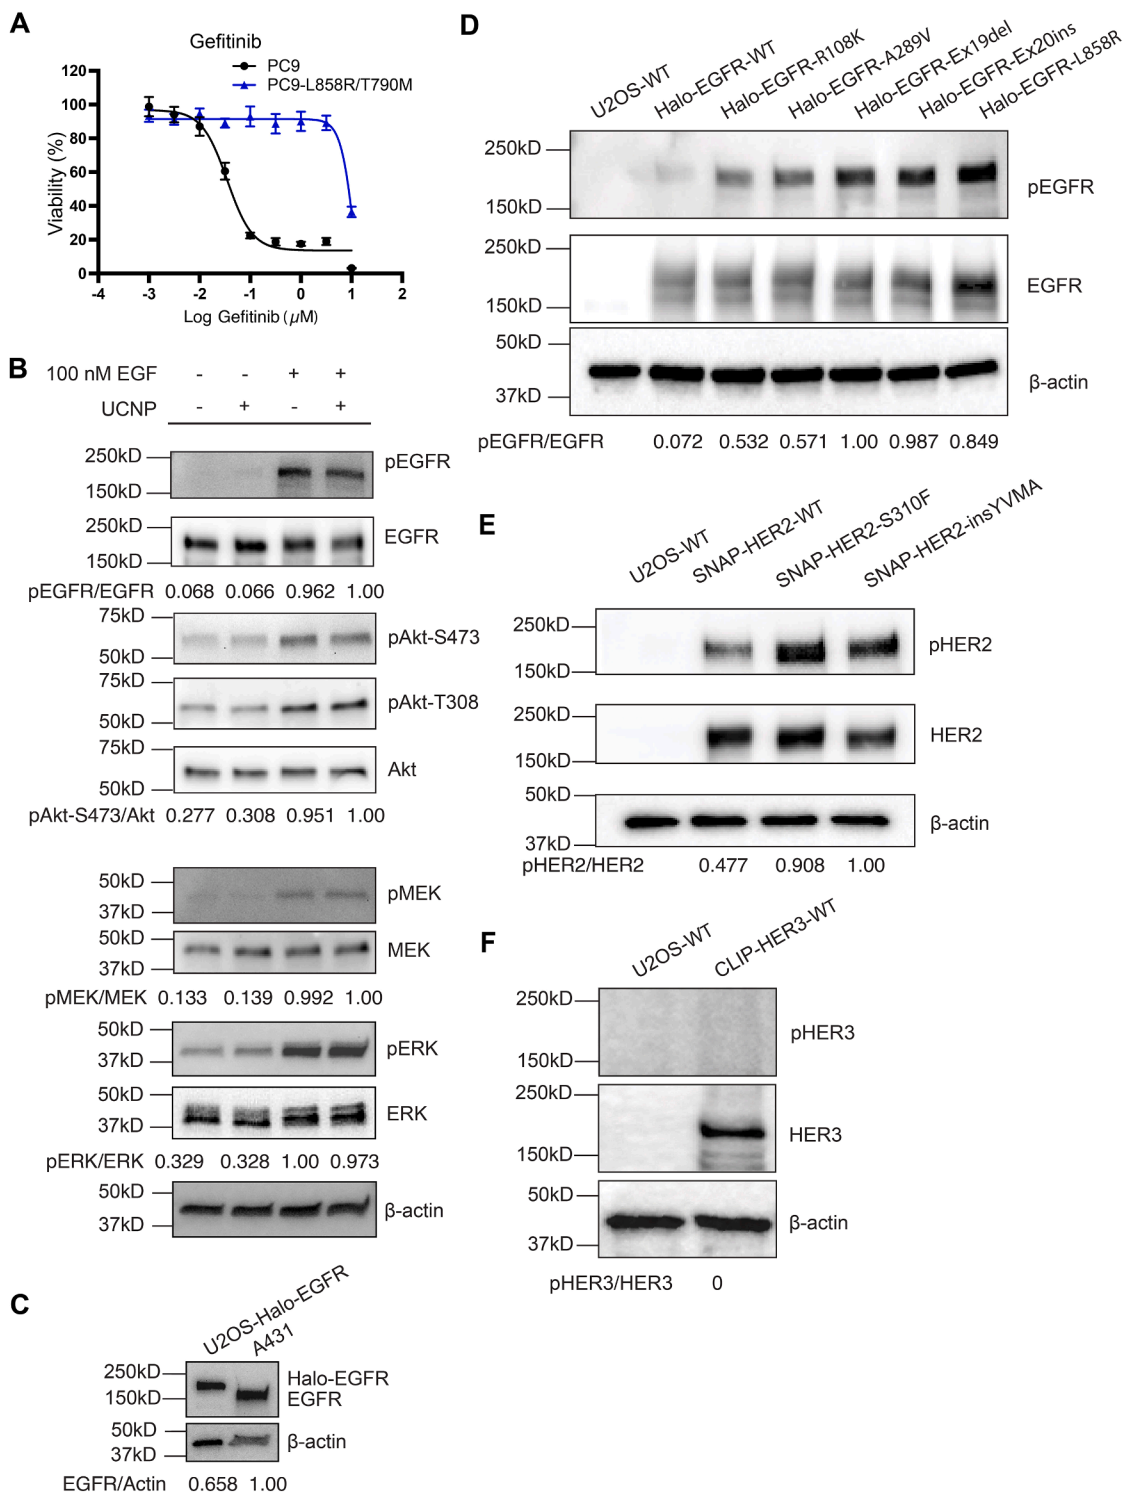 A
Gefitinib
PC9
PC9-L858R/T790M
120
100
80
60
40
20
0
Viability (%)
-4 -3 -2 -1 0 1 2
Log Gefitinib (µM)
B
100 nM EGF - - + +
UCNP - + - +
250kD
150kD
pEGFR
250kD
150kD
EGFR
pEGFR/EGFR 0.068 0.066 0.962 1.00
75kD
50kD
pAkt-S473
75kD
50kD
pAkt-T308
75kD
50kD
Akt
pAkt-S473/Akt 0.277 0.308 0.951 1.00
50kD
37kD
pMEK
50kD
37kD
MEK
pMEK/MEK 0.133 0.139 0.992 1.00
50kD
37kD
pERK
50kD
37kD
ERK
pERK/ERK 0.329 0.328 1.00 0.973
50kD
37kD
β-actin
C
U2OS-Halo-EGFR
A431
250kD
150kD
Halo-EGFR
EGFR
50kD
37kD
β-actin
EGFR/Actin 0.658 1.00
D
U2OS-WT
Halo-EGFR-WT
Halo-EGFR-R108K
Halo-EGFR-A289V
Halo-EGFR-Ex19del
Halo-EGFR-Ex20ins
Halo-EGFR-L858R
250kD
150kD
pEGFR
250kD
150kD
EGFR
50kD
37kD
β-actin
pEGFR/EGFR 0.072 0.532 0.571 1.00 0.987 0.849
E
U2OS-WT
SNAP-HER2-WT
SNAP-HER2-S310F
SNAP-HER2-insYVMA
250kD
150kD
pHER2
250kD
150kD
HER2
50kD
37kD
β-actin
pHER2/HER2 0.477 0.908 1.00
F
U2OS-WT
CLIP-HER3-WT
250kD
150kD
pHER3
250kD
150kD
HER3
50kD
37kD
β-actin
pHER3/HER3 0